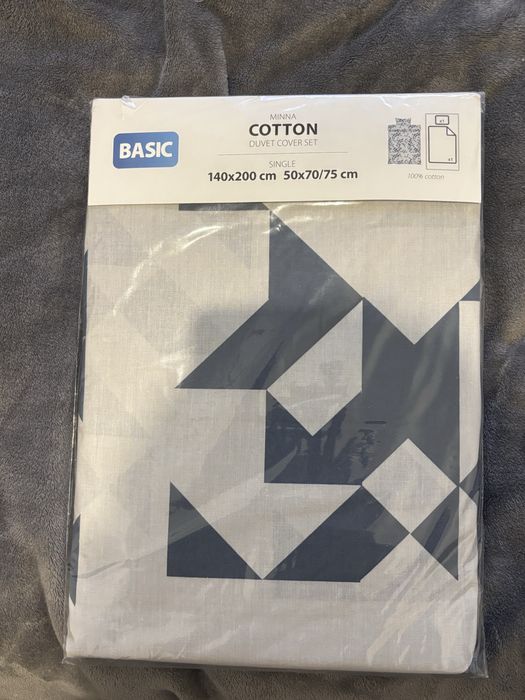 MINNA
COTTON
DUVET COVER SET
BASIC
SINGLE
140x200 cm 50x70/75 cm
x1
x1
100% cotton